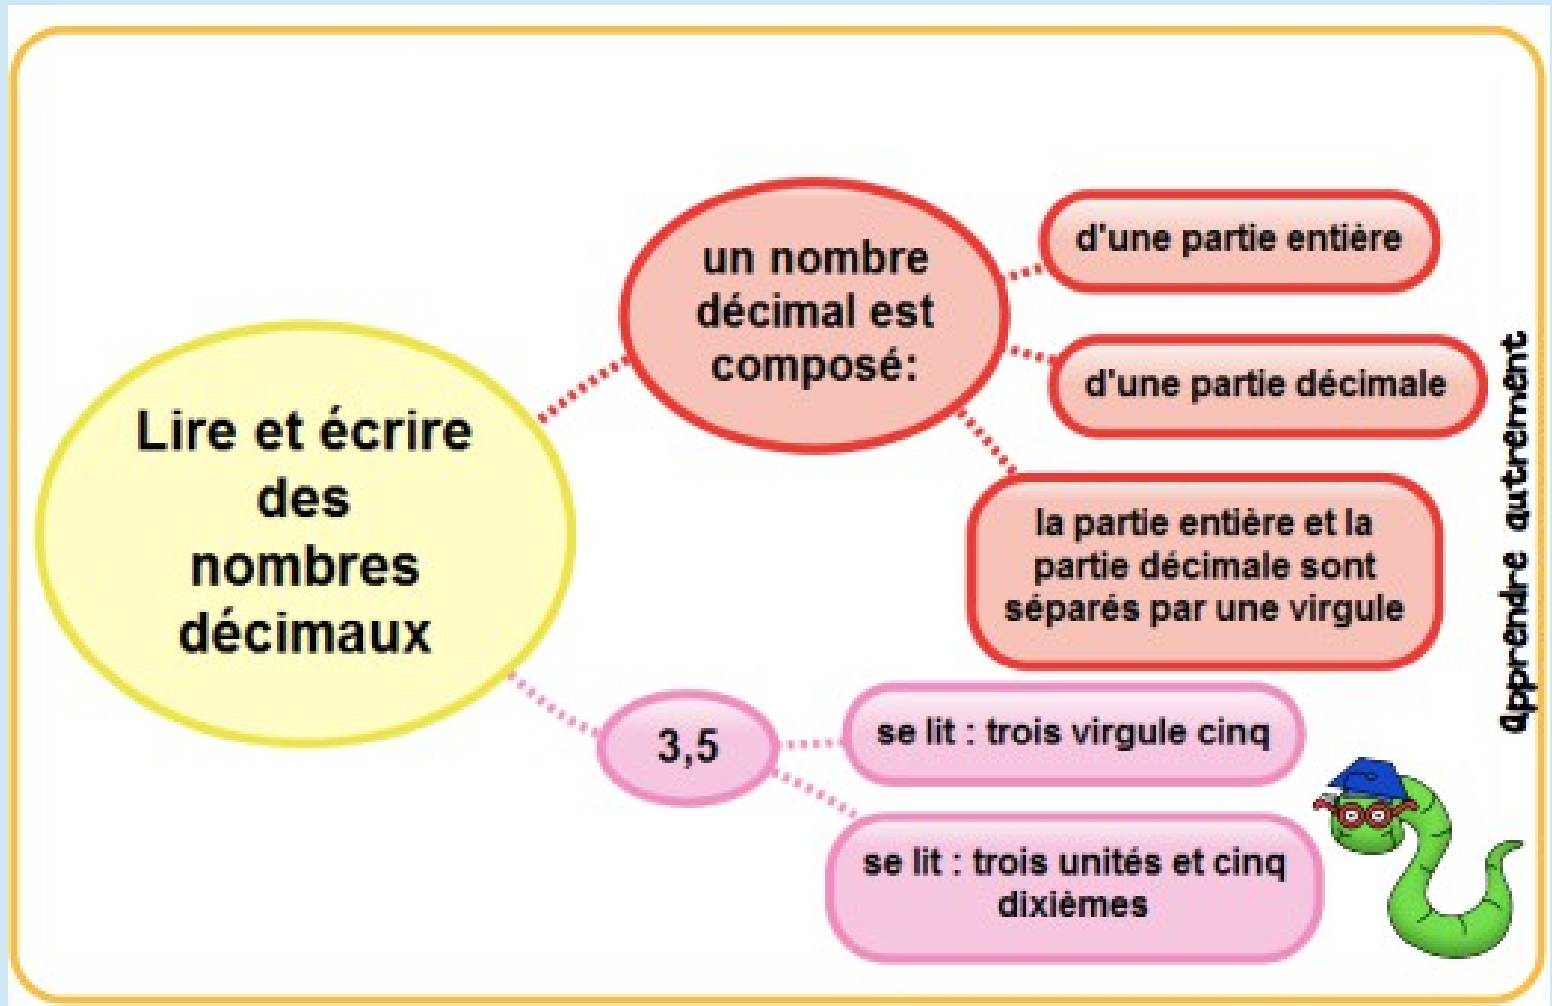 Lire et écrire
des
nombres
décimaux
un nombre
décimal est
composé:
d'une partie entière
d'une partie décimale
la partie entière et la
partie décimale sont
séparés par une virgule
3,5
se lit : trois virgule cinq
se lit : trois unités et cinq
dixièmes
apprendre autrement